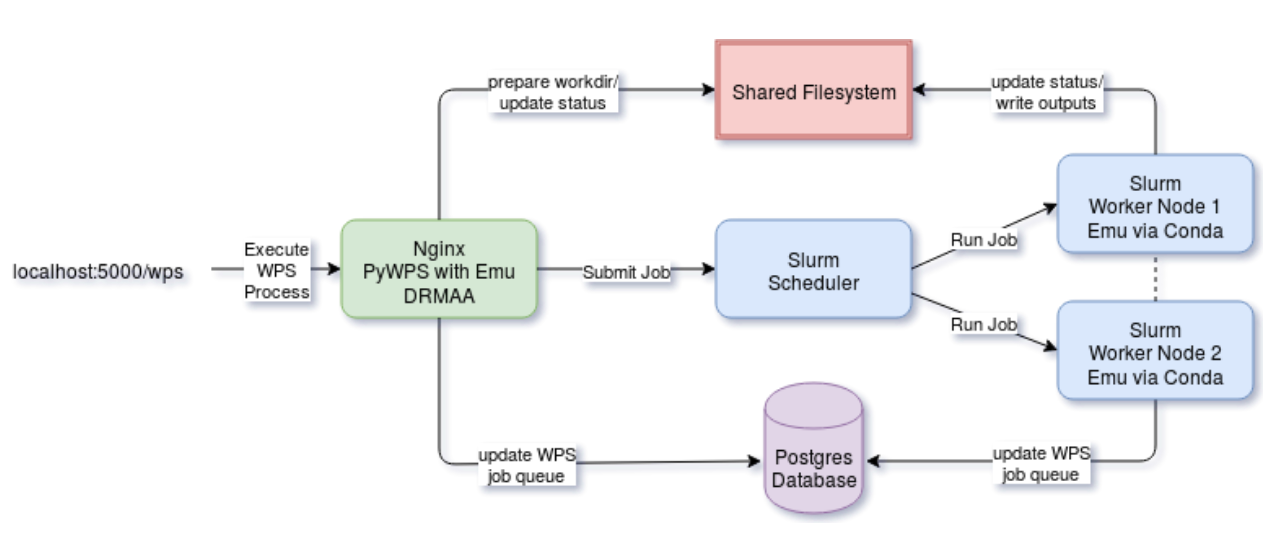 prepare workdir/
update status
Shared Filesystem
update status/
write outputs
localhost:5000/wps
Execute
WPS
Process
Nginx
PyWPS with Emu
DRMAA
Submit Job
Slurm
Scheduler
Run Job
Run Job
Slurm
Worker Node 1
Emu via Conda
Slurm
Worker Node 2
Emu via Conda
update WPS
job queue
Postgres
Database
update WPS
job queue